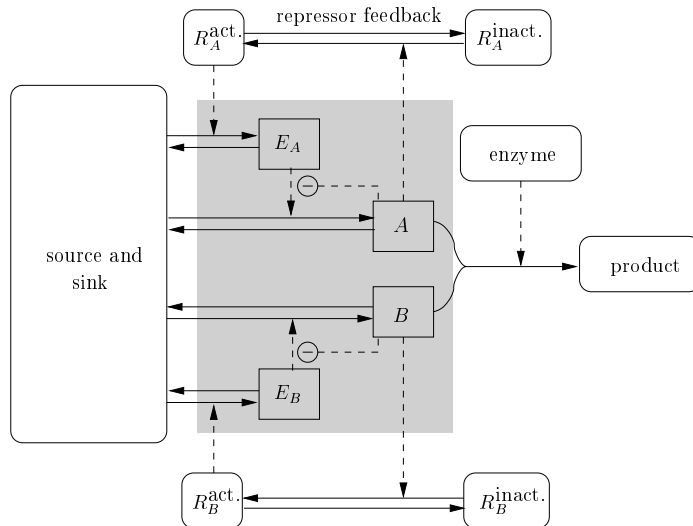 repressor feedback
R_A^act.
R_A^inact.
E_A
enzyme
−
A
source and
sink
product
B
−
E_B
R_B^act.
R_B^inact.